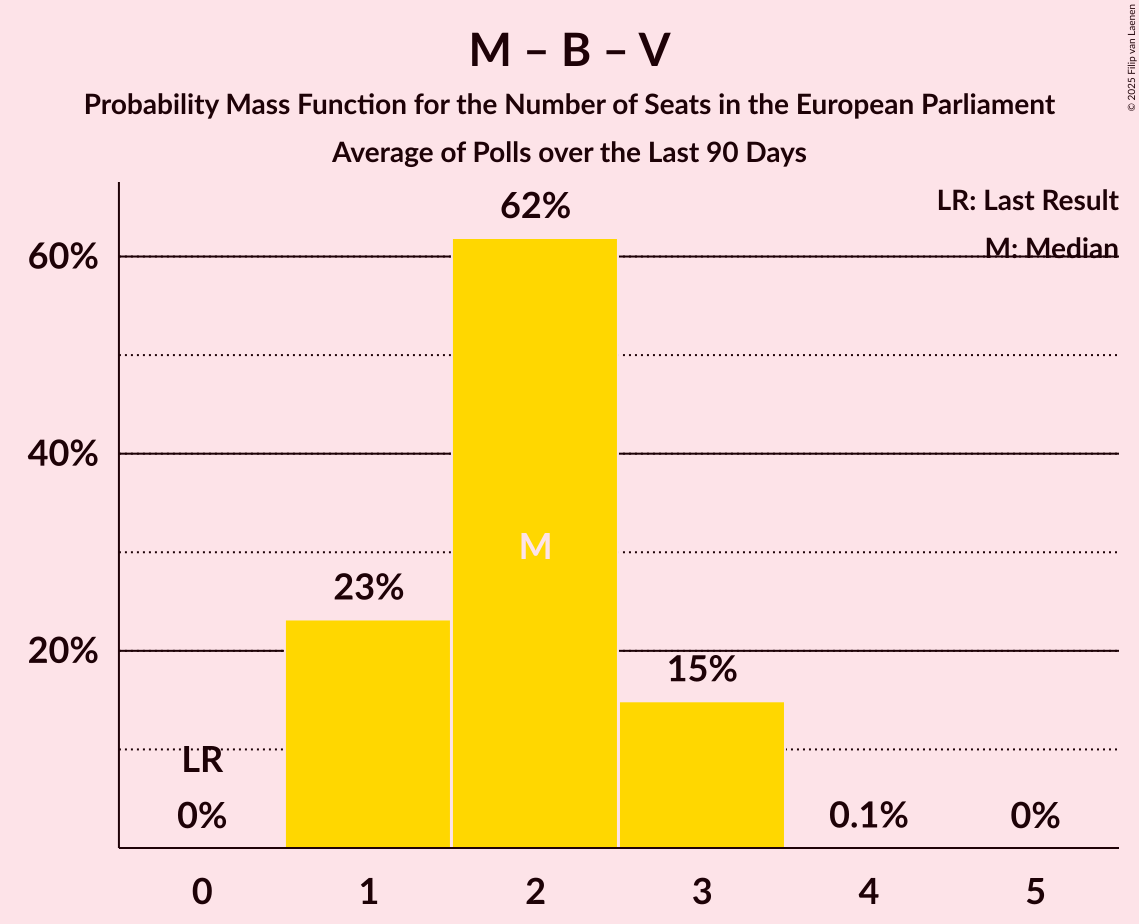 M – B – V
Probability Mass Function for the Number of Seats in the European Parliament
Average of Polls over the Last 90 Days
© 2025 Filip van Laenen
LR: Last Result
M: Median
62%
60%
40%
M
23%
20%
15%
LR
0%
0.1%
0%
0 1 2 3 4 5